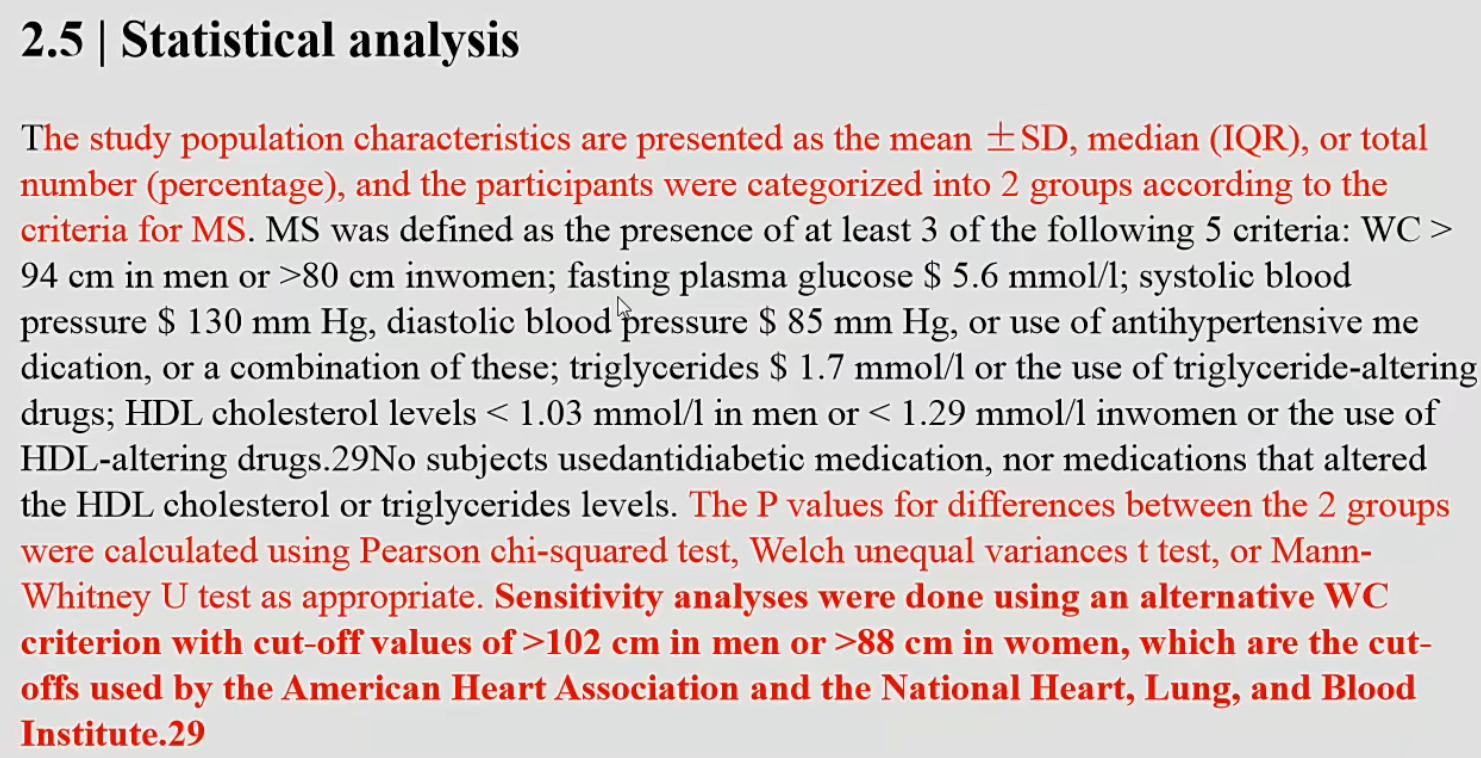 2.5 | Statistical analysis
The study population characteristics are presented as the mean ±SD, median (IQR), or total
number (percentage), and the participants were categorized into 2 groups according to the
criteria for MS. MS was defined as the presence of at least 3 of the following 5 criteria: WC >
94 cm in men or >80 cm inwomen; fasting plasma glucose $ 5.6 mmol/l; systolic blood
pressure $ 130 mm Hg, diastolic blood pressure $ 85 mm Hg, or use of antihypertensive me
dication, or a combination of these; triglycerides $ 1.7 mmol/l or the use of triglyceride-altering
drugs; HDL cholesterol levels < 1.03 mmol/l in men or < 1.29 mmol/l inwomen or the use of
HDL-altering drugs.29No subjects usedantidiabetic medication, nor medications that altered
the HDL cholesterol or triglycerides levels. The P values for differences between the 2 groups
were calculated using Pearson chi-squared test, Welch unequal variances t test, or Mann-
Whitney U test as appropriate. Sensitivity analyses were done using an alternative WC
criterion with cut-off values of >102 cm in men or >88 cm in women, which are the cut-
offs used by the American Heart Association and the National Heart, Lung, and Blood
Institute.29